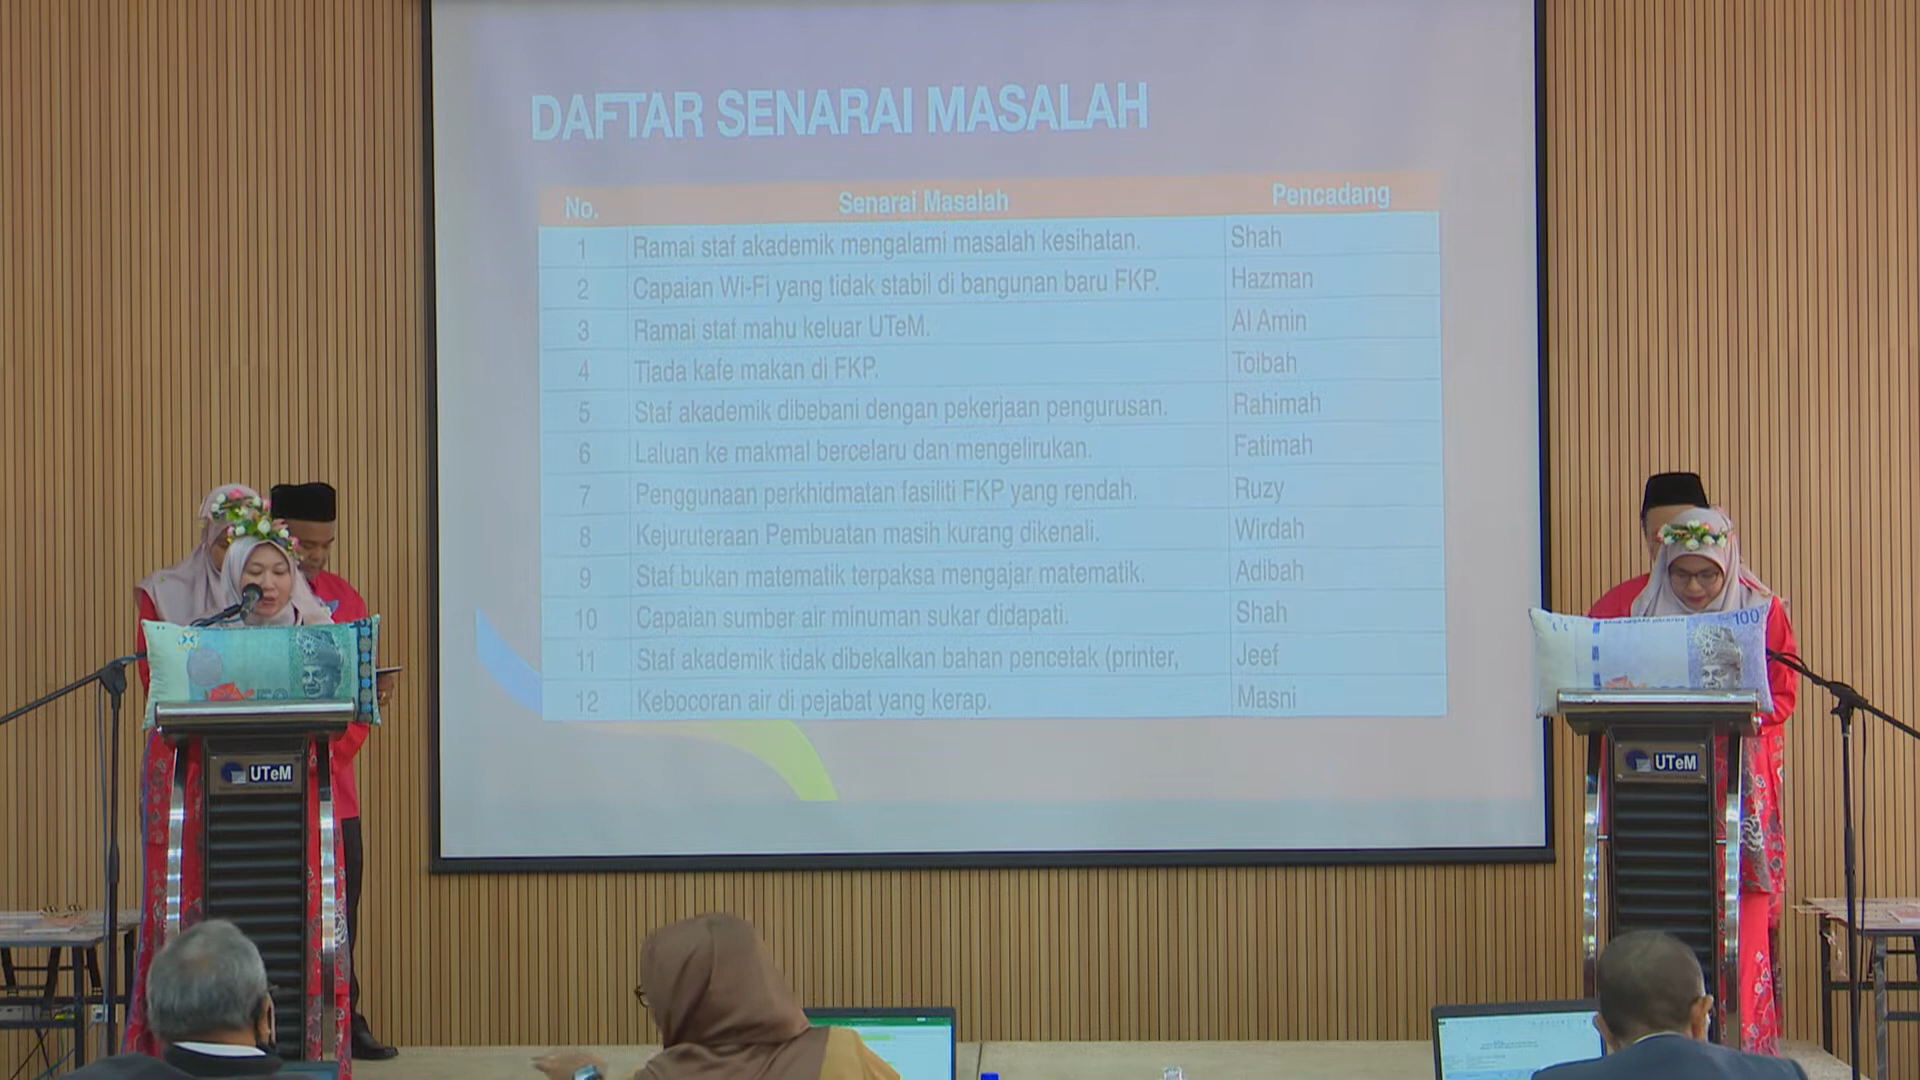 DAFTAR SENARAI MASALAH
No. Senarai Masalah Pencadang
1 Ramai staf akademik mengalami masalah kesihatan. Shah
2 Capaian Wi-Fi yang tidak stabil di bangunan baru FKP. Hazman
3 Ramai staf mahu keluar UTeM. Al Amin
4 Tiada kafe makan di FKP. Toibah
5 Staf akademik dibebani dengan pekerjaan pengurusan. Rahimah
6 Laluan ke makmal bercelaru dan mengelirukan. Fatimah
7 Penggunaan perkhidmatan fasiliti FKP yang rendah. Ruzy
8 Kejuruteraan Pembuatan masih kurang dikenali. Wirdah
9 Staf bukan matematik terpaksa mengajar matematik. Adibah
10 Capaian sumber air minuman sukar didapati. Shah
11 Staf akademik tidak dibekalkan bahan pencetak (printer, Jeef
12 Kebocoran air di pejabat yang kerap. Masni
50
100
UTeM
UTeM